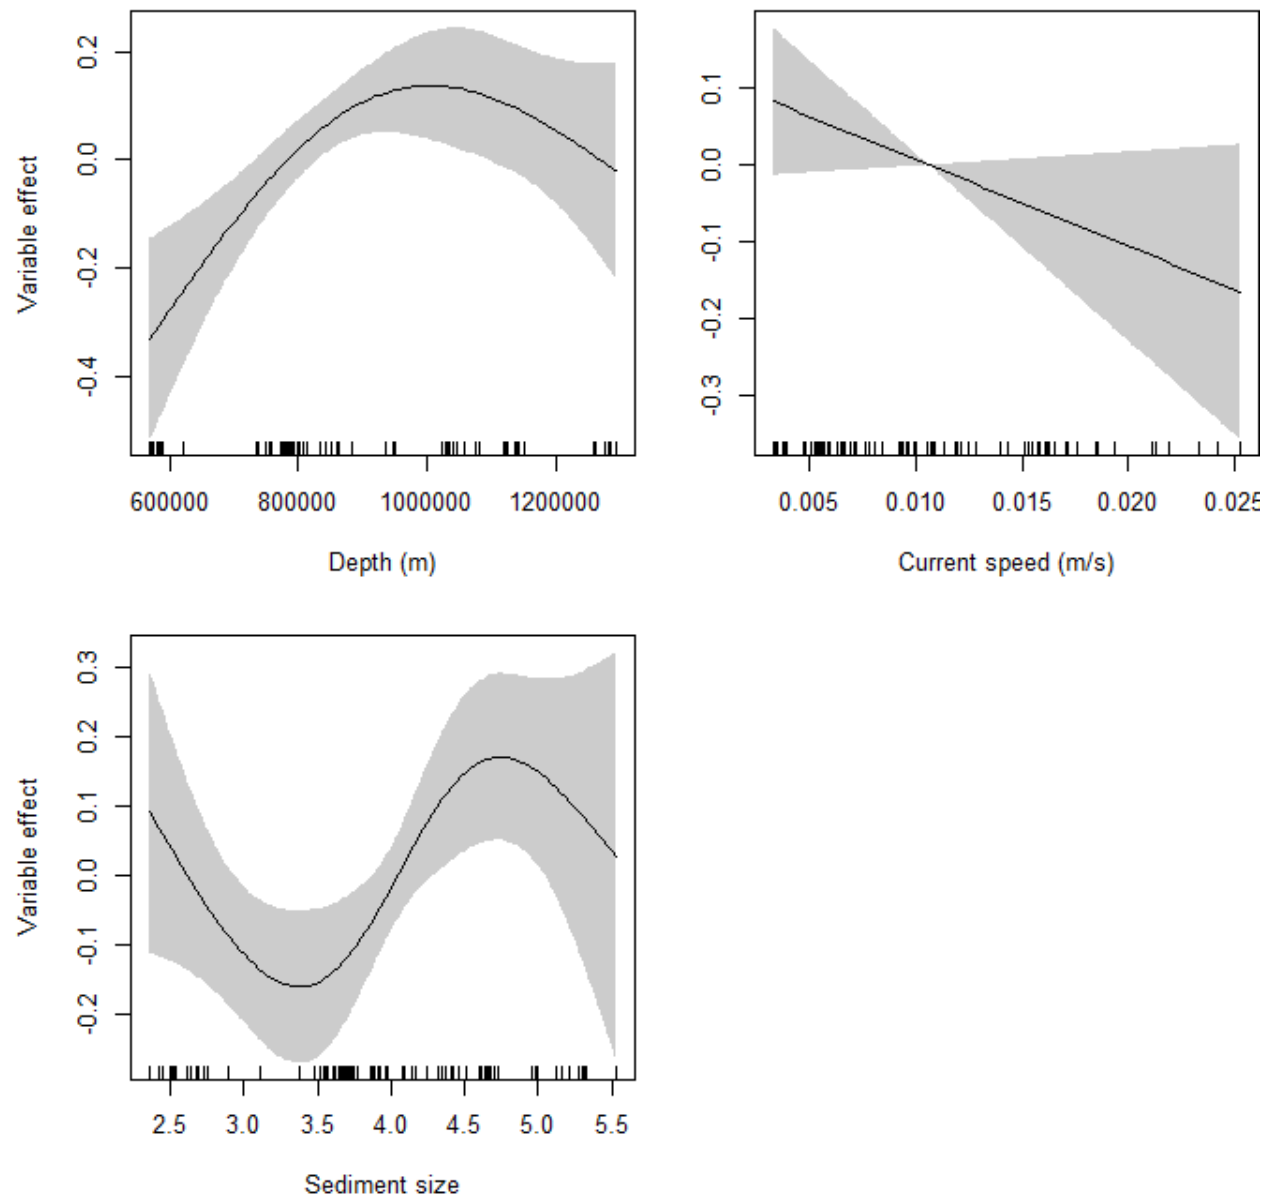 Variable effect
0.2
0.0
-0.2
-0.4
600000 800000 1000000 1200000
Depth (m)
0.1
0.0
-0.1
-0.2
-0.3
0.005 0.010 0.015 0.020 0.025
Current speed (m/s)
Variable effect
0.3
0.2
0.1
0.0
-0.1
-0.2
2.5 3.0 3.5 4.0 4.5 5.0 5.5
Sediment size